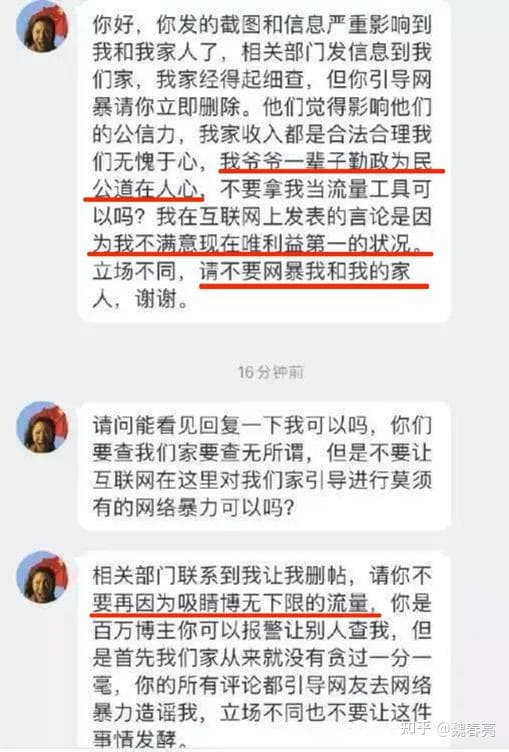 你好，你发的截图和信息严重影响到
我和我家人了，相关部门发信息到我
们家，我家经得起细查，但你引导网
暴请你立即删除。他们觉得影响他们
的公信力，我家收入都是合法合理我
们无愧于心，我爷爷一辈子勤政为民
公道在人心，不要拿我当流量工具可
以吗？我在互联网上发表的言论是因
为我不满意现在唯利益第一的状况。
立场不同，请不要网暴我和我的家
人，谢谢。
16分钟前
请问能看见回复一下我可以吗，你们
要查我们家要查无所谓，但是不要让
互联网在这里对我们家引导进行莫须
有的网络暴力可以吗？
相关部门联系到我让我删帖，请你不
要再因为吸睛博无下限的流量，你是
百万博主你可以报警让别人查我，但
是首先我们家从来就没有贪过一分一
毫，你的所有评论都引导网友去网络
暴力造谣我，立场不同也不要让这件
事情发酵。
知乎 @魏春亮